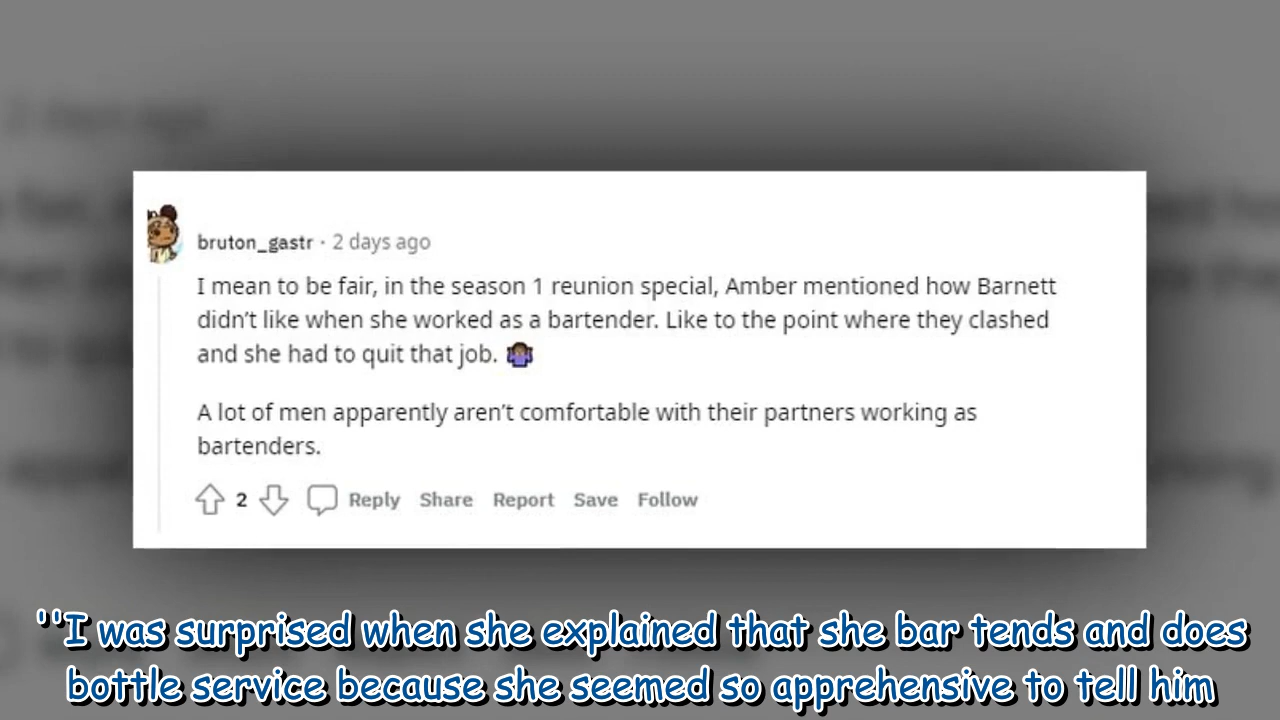 bruton_gastr · 2 days ago
I mean to be fair, in the season 1 reunion special, Amber mentioned how Barnett
didn’t like when she worked as a bartender. Like to the point where they clashed
and she had to quit that job. 🤷🏾‍♀️
A lot of men apparently aren’t comfortable with their partners working as
bartenders.
2 Reply Share Report Save Follow
''I was surprised when she explained that she bar tends and does
bottle service because she seemed so apprehensive to tell him